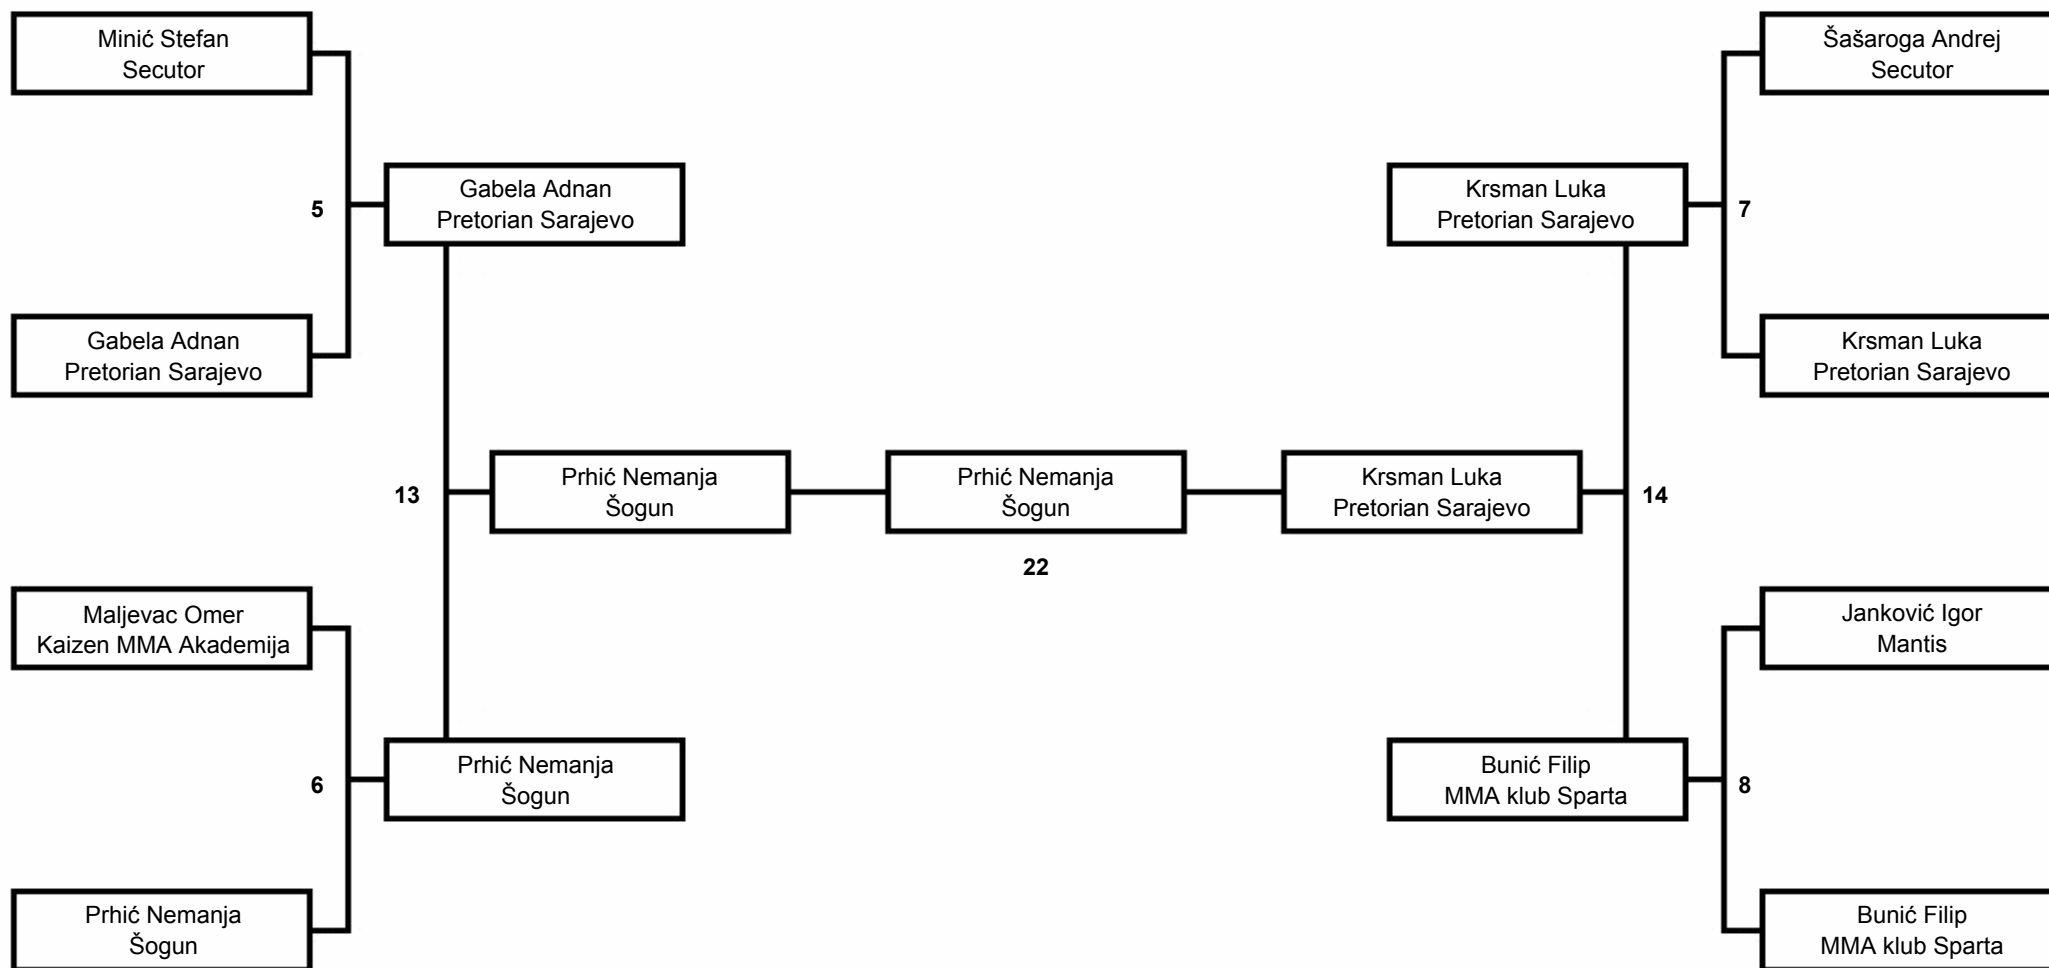 Minić Stefan
Secutor
Šašaroga Andrej
Secutor
Gabela Adnan
Pretorian Sarajevo
Krsman Luka
Pretorian Sarajevo
5
7
Gabela Adnan
Pretorian Sarajevo
Krsman Luka
Pretorian Sarajevo
13
Prhić Nemanja
Šogun
Prhić Nemanja
Šogun
Krsman Luka
Pretorian Sarajevo
14
22
Maljevac Omer
Kaizen MMA Akademija
Janković Igor
Mantis
6
Prhić Nemanja
Šogun
Bunić Filip
MMA klub Sparta
8
Prhić Nemanja
Šogun
Bunić Filip
MMA klub Sparta